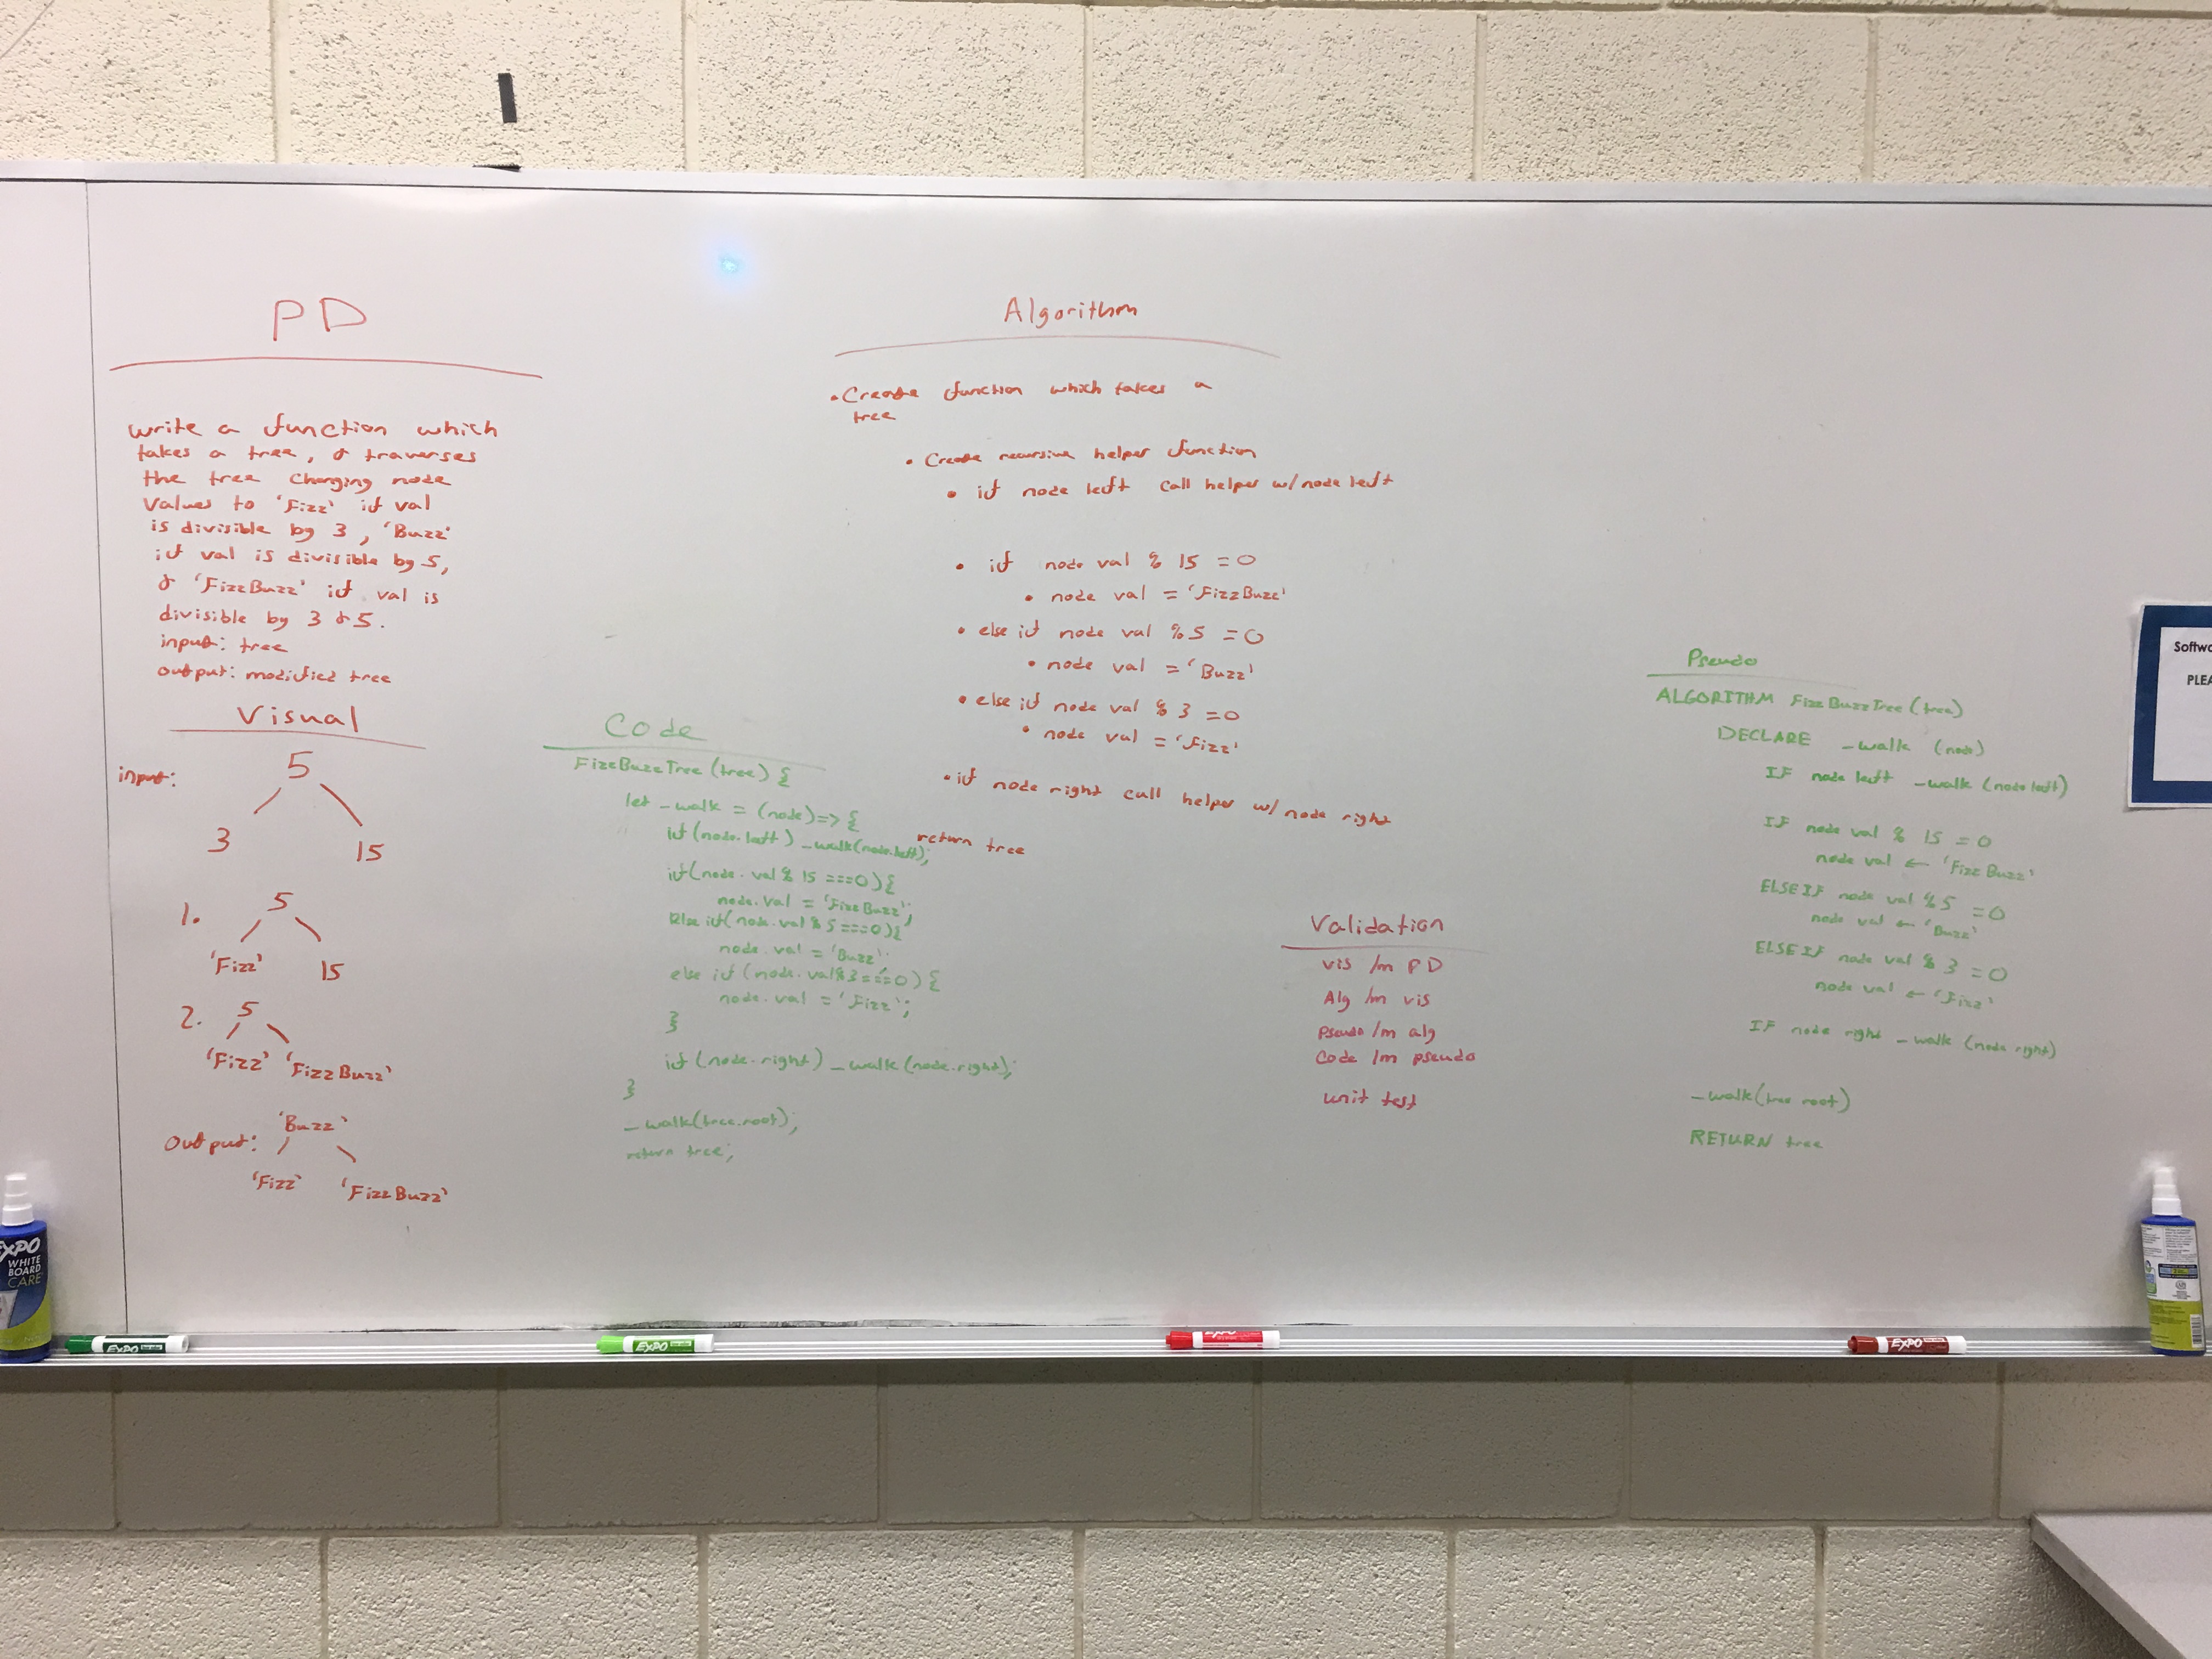 PD
write a function which
takes a tree, & traverses
the tree changing node
values to 'Fizz' if val
is divisible by 3, 'Buzz'
if val is divisible by 5,
& 'FizzBuzz' if val is
divisible by 3 & 5.
input: tree
output: modified tree
Visual
input:
5
3 15
1. 5
'Fizz' 15
2. 5
'Fizz' 'FizzBuzz'
Output: 'Buzz'
'Fizz' 'FizzBuzz'
Code
FizzBuzzTree(tree) {
let _walk = (node)=> {
if(node.left) _walk(node.left);
if(node.val % 15 ===0){
node.val = 'FizzBuzz';
Else if(node.val % 5 ===0){
node.val = 'Buzz';
else if (node.val%3===0) {
node.val = 'Fizz';
}
if (node.right) _walk(node.right);
}
_walk(tree.root);
return tree;
Algorithm
• Create function which takes a
tree
• Create recursive helper function
• if node left call helper w/node left
• if node val % 15 =0
• node val = 'FizzBuzz'
• else if node val %5 =0
• node val = 'Buzz'
• else if node val % 3 =0
• node val = 'Fizz'
• if node right call helper w/ node right
return tree
Validation
vis /m PD
Alg /m vis
pseudo /m alg
Code /m pseudo
unit test
Pseudo
ALGORITHM FizzBuzzTree(tree)
DECLARE _walk (node)
IF node left _walk (node left)
IF node val % 15 = 0
node val ← 'FizzBuzz'
ELSE IF node val %5 =0
node val ← 'Buzz'
ELSE IF node val % 3 =0
node val ← 'Fizz'
IF node right _walk (node right)
_walk(tree root)
RETURN tree
Softwa
PLEA
EXPO
WHITE
BOARD
CARE
EXPO
EXPO
EXPO
EXPO